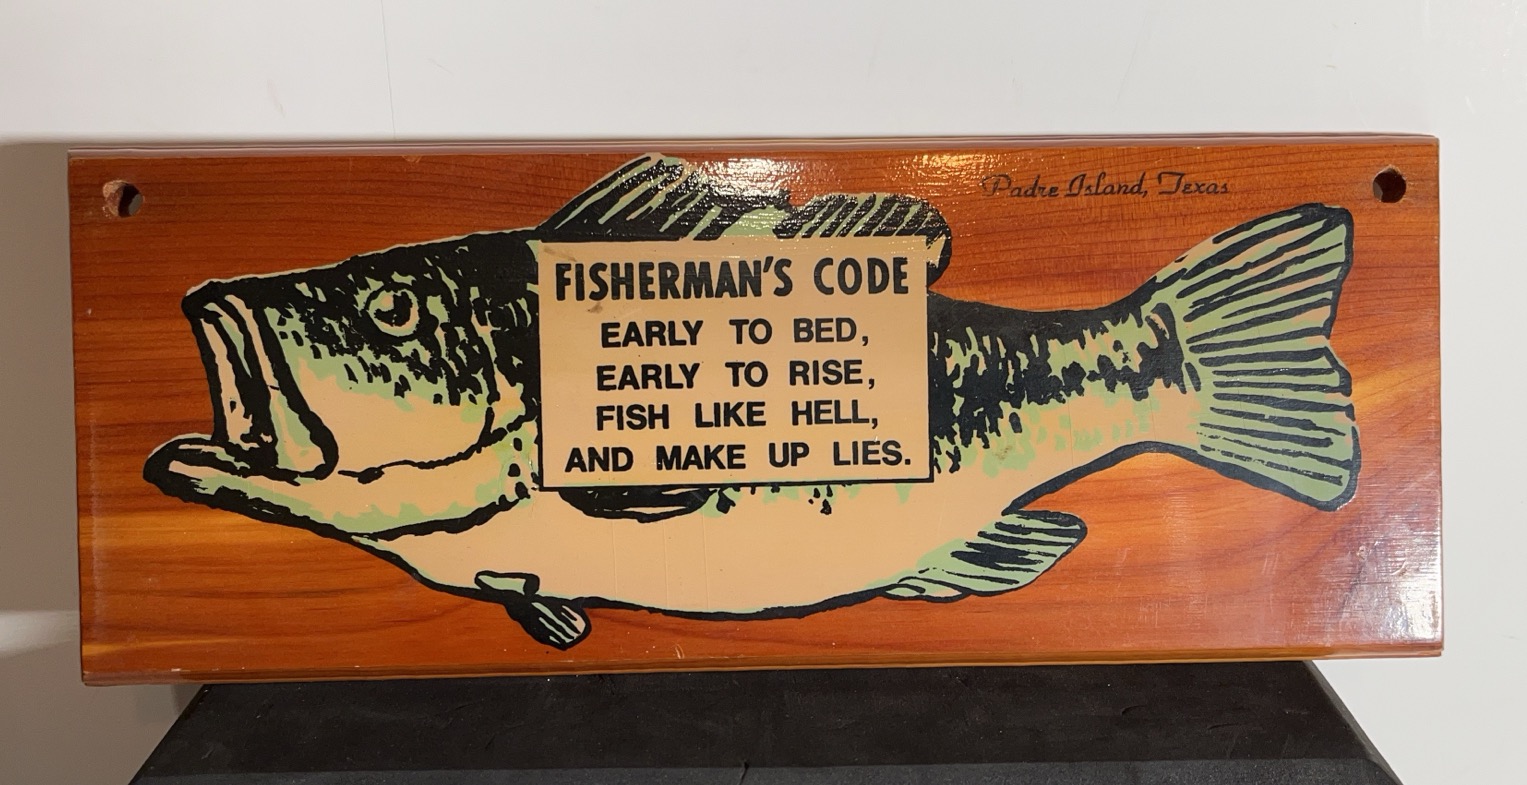 Padre Island, Texas
FISHERMAN'S CODE
EARLY TO BED,
EARLY TO RISE,
FISH LIKE HELL,
AND MAKE UP LIES.